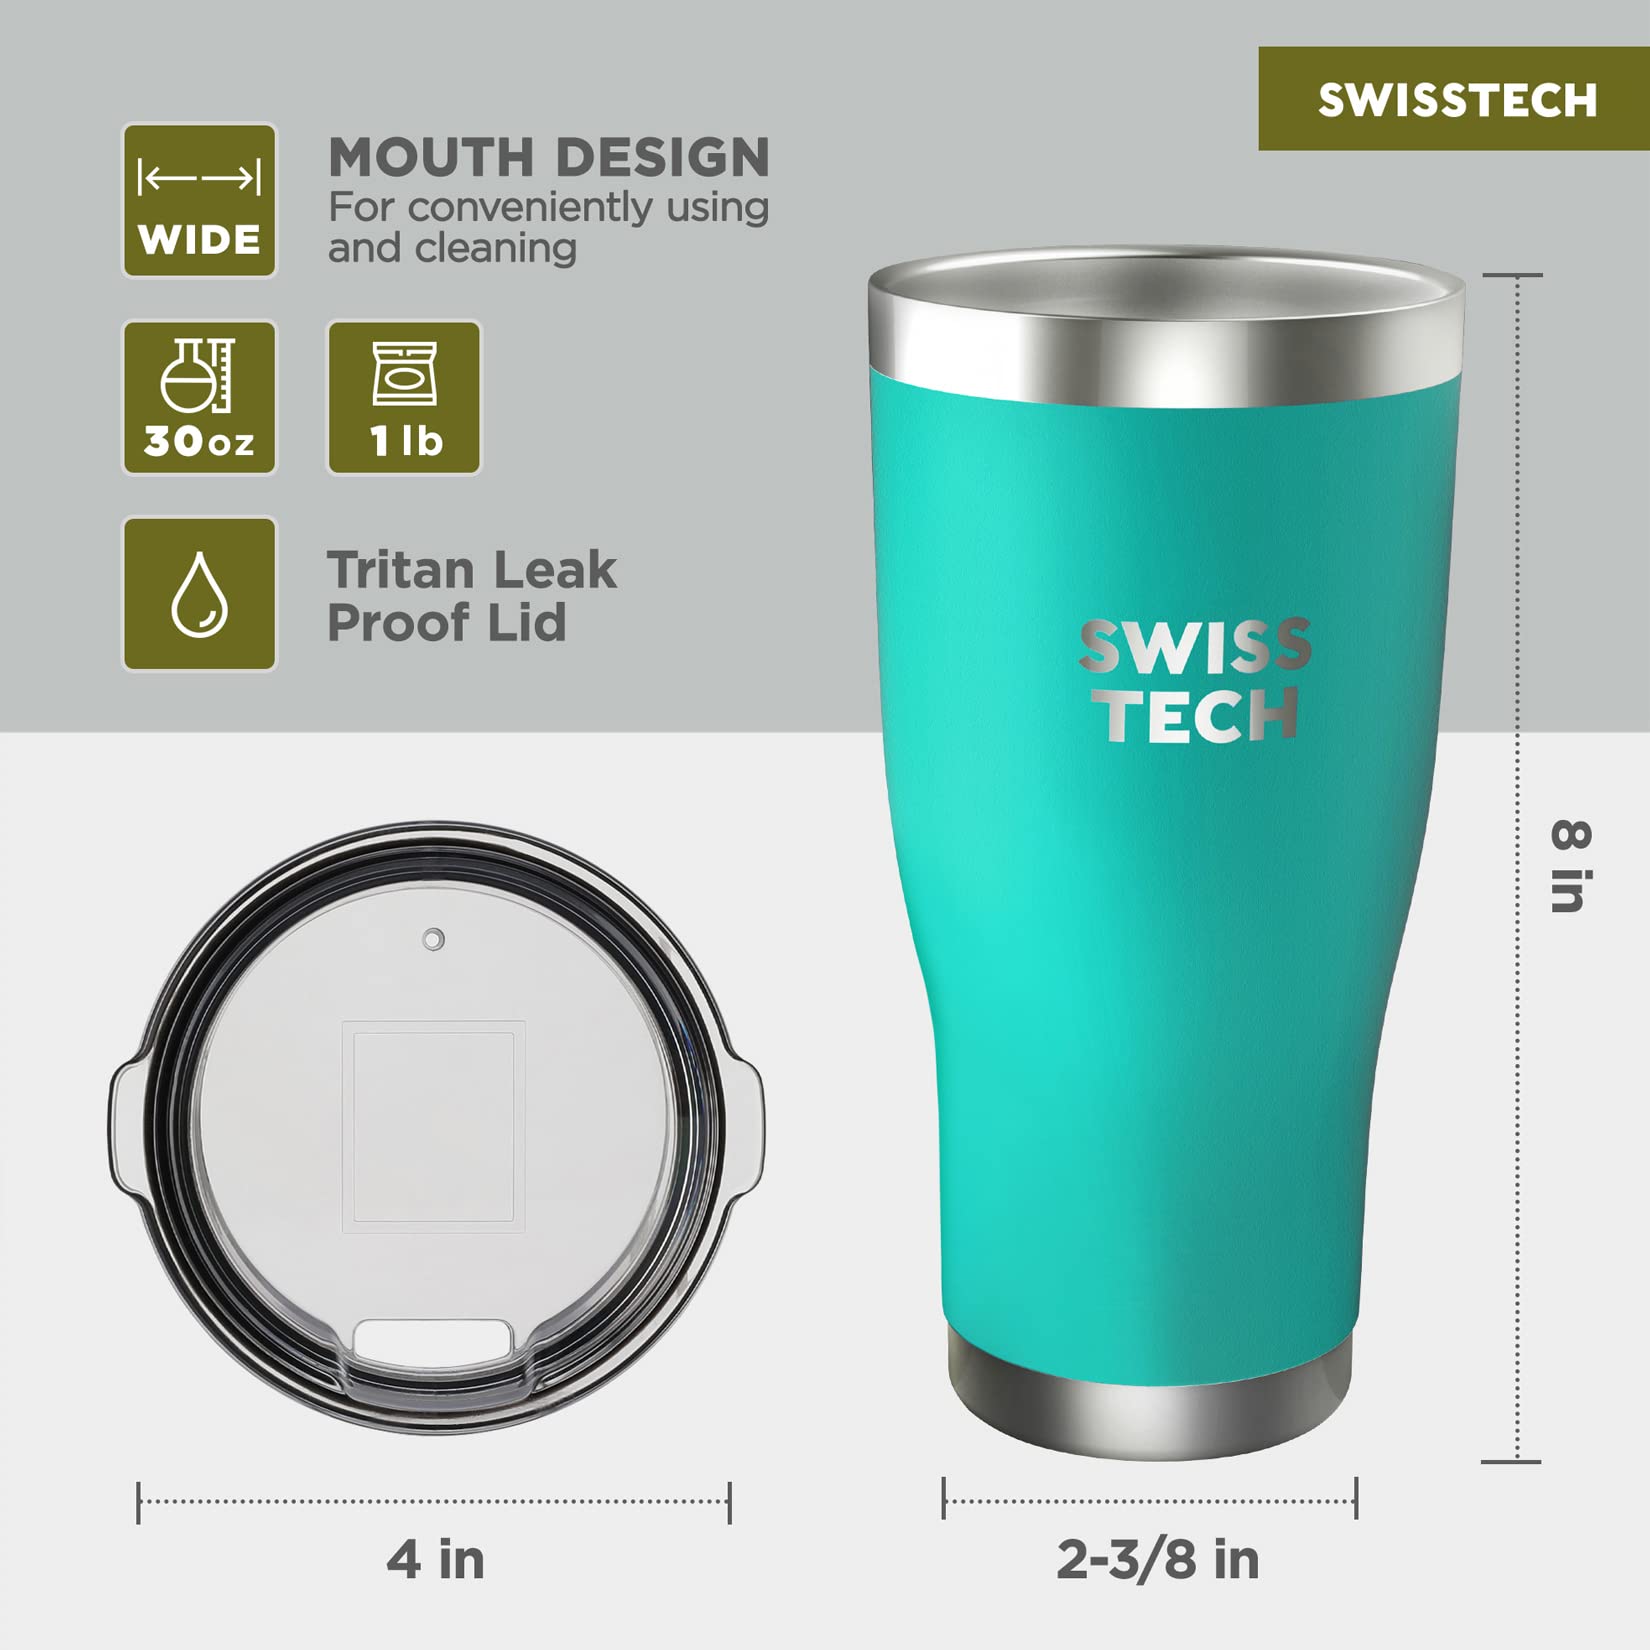 SWISSTECH
WIDE
MOUTH DESIGN
For conveniently using
and cleaning
30oz
1 lb
Tritan Leak
Proof Lid
SWISS
TECH
8 in
4 in
2-3/8 in